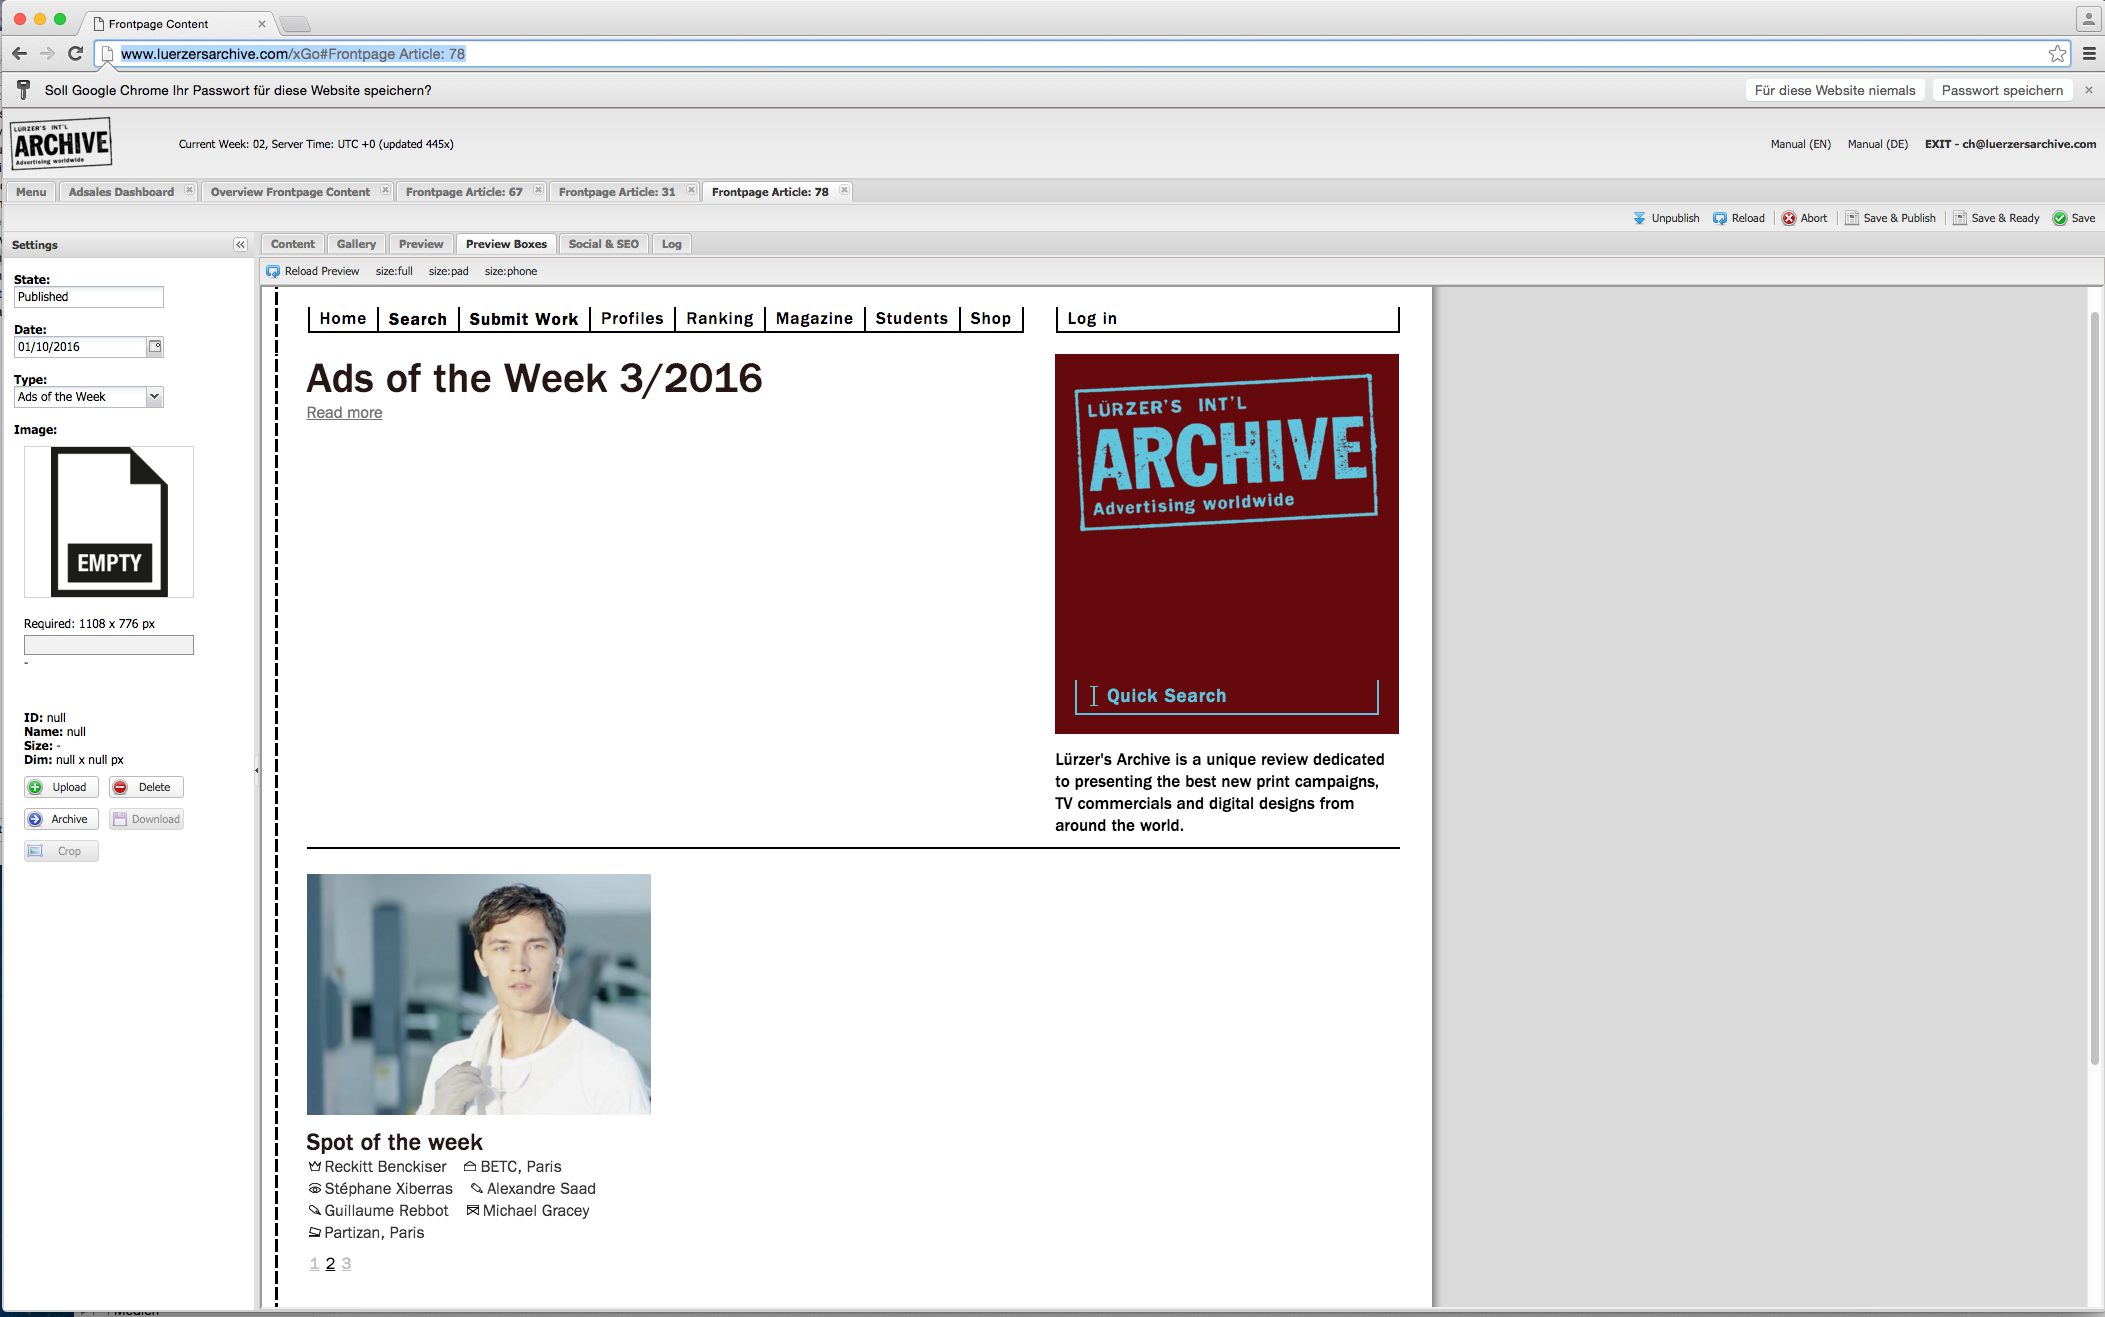 Frontpage Content
www.luerzersarchive.com/xGo#Frontpage Article: 78
Soll Google Chrome Ihr Passwort für diese Website speichern? Für diese Website niemals Passwort speichern
LÜRZER'S INT'L
ARCHIVE
Advertising worldwide
Current Week: 02, Server Time: UTC +0 (updated 445x) Manual (EN) Manual (DE) EXIT - ch@luerzersarchive.com
Menu Adsales Dashboard Overview Frontpage Content Frontpage Article: 67 Frontpage Article: 31 Frontpage Article: 78
Unpublish Reload Abort Save & Publish Save & Ready Save
Settings
State:
Published
Date:
01/10/2016
Type:
Ads of the Week
Image:
EMPTY
Required: 1108 x 776 px
-
ID: null
Name: null
Size: -
Dim: null x null px
Upload Delete
Archive Download
Crop
Content Gallery Preview Preview Boxes Social & SEO Log
Reload Preview size:full size:pad size:phone
Home Search Submit Work Profiles Ranking Magazine Students Shop Log in
Ads of the Week 3/2016
Read more
LÜRZER'S INT'L
ARCHIVE
Advertising worldwide
Quick Search
Lürzer's Archive is a unique review dedicated
to presenting the best new print campaigns,
TV commercials and digital designs from
around the world.
Spot of the week
Reckitt Benckiser BETC, Paris
Stéphane Xiberras Alexandre Saad
Guillaume Rebbot Michael Gracey
Partizan, Paris
1 2 3